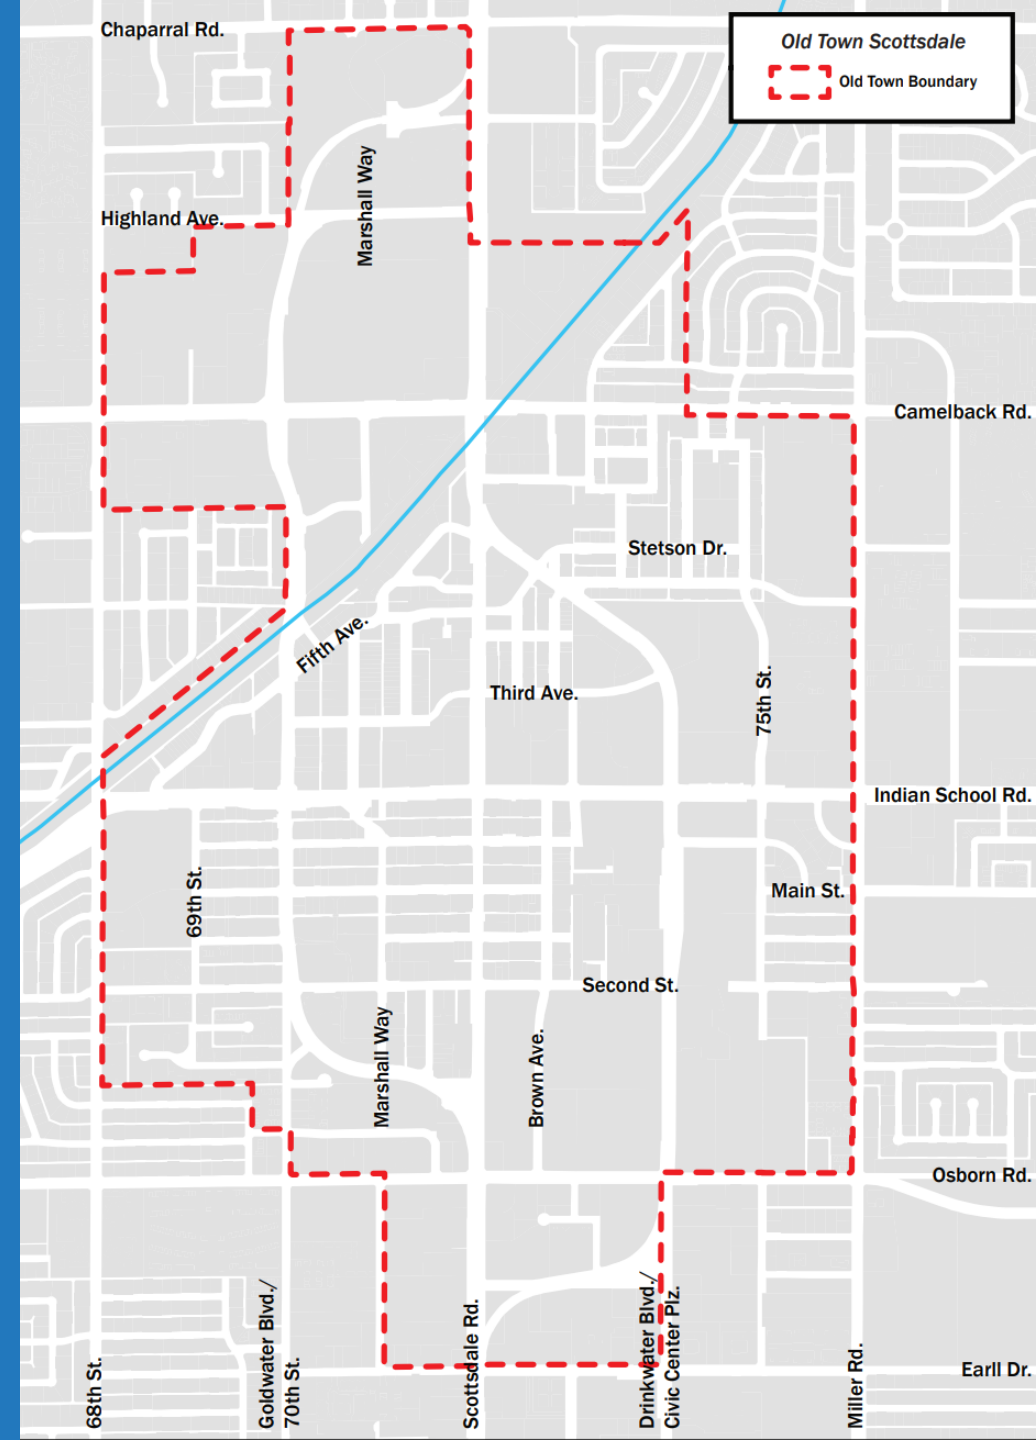 Chaparral Rd.
Old Town Scottsdale
Old Town Boundary
Marshall Way
Highland Ave.
Camelback Rd.
Stetson Dr.
Fifth Ave.
Third Ave.
75th St.
Indian School Rd.
69th St.
Main St.
Second St.
Marshall Way
Brown Ave.
Osborn Rd.
68th St.
Goldwater Blvd./
70th St.
Scottsdale Rd.
Drinkwater Blvd./
Civic Center Plz.
Miller Rd.
Earll Dr.